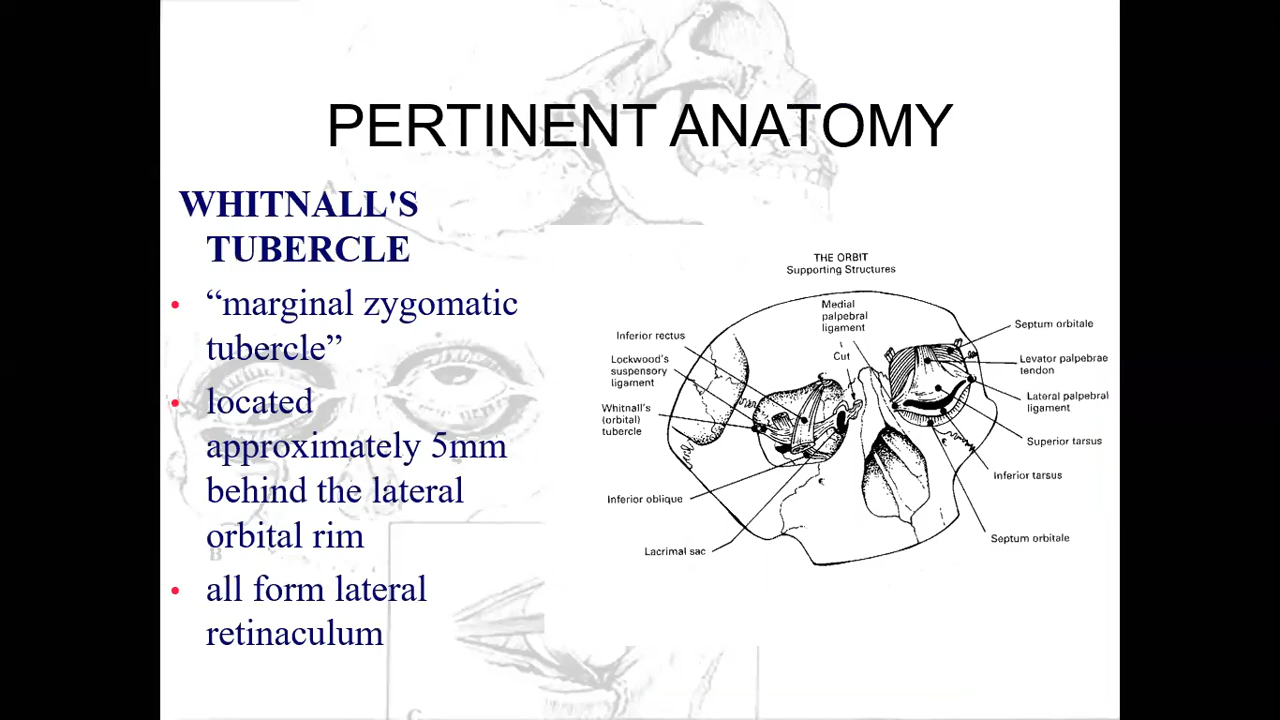 PERTINENT ANATOMY
WHITNALL'S
TUBERCLE
• “marginal zygomatic
tubercle”
• located
approximately 5mm
behind the lateral
orbital rim
• all form lateral
retinaculum
THE ORBIT
Supporting Structures
Medial
palpebral
ligament
Cut
Inferior rectus
Lockwood's
suspensory
ligament
Whitnall's
(orbital)
tubercle
Inferior oblique
Lacrimal sac
Septum orbitale
Levator palpebrae
tendon
Lateral palpebral
ligament
Superior tarsus
Inferior tarsus
Septum orbitale
A
B
C